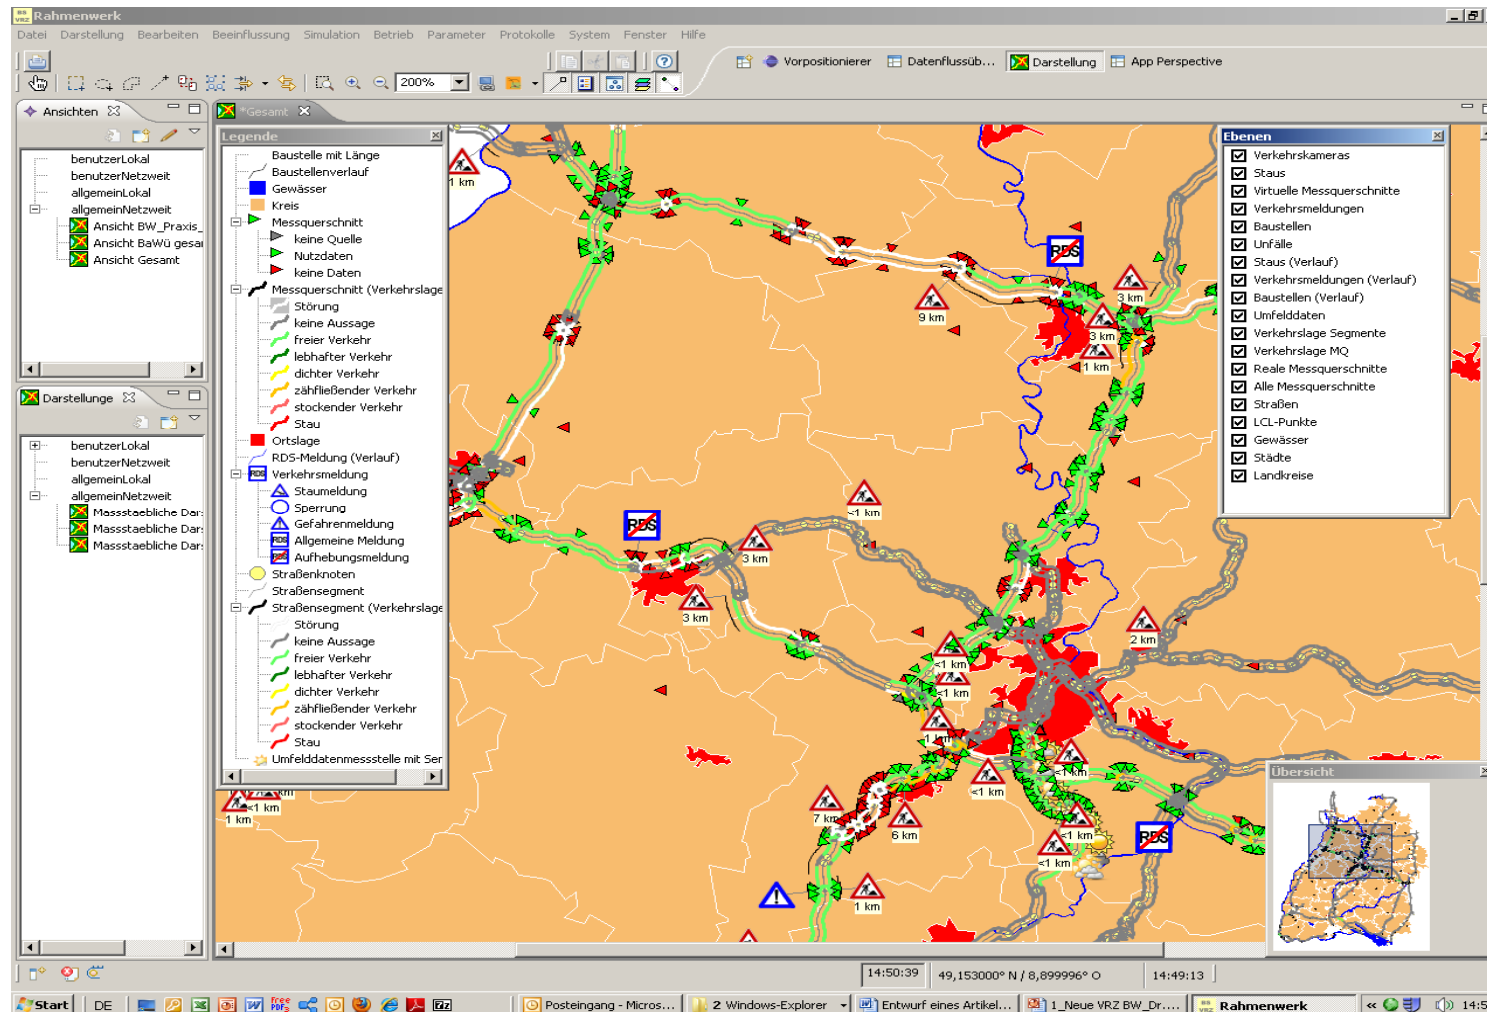 BS VRZ Rahmenwerk
Datei Darstellung Bearbeiten Beeinflussung Simulation Betrieb Parameter Protokolle System Fenster Hilfe
Vorpositionierer Datenflussüb... Darstellung App Perspective
200%
Ansichten
*Gesamt
benutzerLokal
benutzerNetzweit
allgemeinLokal
allgemeinNetzweit
Ansicht BW_Praxis_
Ansicht BaWü gesa
Ansicht Gesamt
Darstellunge
benutzerLokal
benutzerNetzweit
allgemeinLokal
allgemeinNetzweit
Massstaebliche Dar
Massstaebliche Dar
Massstaebliche Dar
Legende
Baustelle mit Länge
Baustellenverlauf
Gewässer
Kreis
Messquerschnitt
keine Quelle
Nutzdaten
keine Daten
Messquerschnitt (Verkehrslage
Störung
keine Aussage
freier Verkehr
lebhafter Verkehr
dichter Verkehr
zähfließender Verkehr
stockender Verkehr
Stau
Ortslage
RDS-Meldung (Verlauf)
RDS Verkehrsmeldung
Staumeldung
Sperrung
Gefahrenmeldung
RDS Allgemeine Meldung
RDS Aufhebungsmeldung
Straßenknoten
Straßensegment
Straßensegment (Verkehrslage
Störung
keine Aussage
freier Verkehr
lebhafter Verkehr
dichter Verkehr
zähfließender Verkehr
stockender Verkehr
Stau
Umfelddatenmessstelle mit Ser
1 km
RDS
3 km
9 km
3 km
1 km
<1 km
RDS
3 km
3 km
2 km
<1 km
<1 km
1 km
<1 km
<1 km
7 km
6 km
<1 km
<1 km
RDS
1 km
<1 km
1 km
Ebenen
Verkehrskameras
Staus
Virtuelle Messquerschnitte
Verkehrsmeldungen
Baustellen
Unfälle
Staus (Verlauf)
Verkehrsmeldungen (Verlauf)
Baustellen (Verlauf)
Umfelddaten
Verkehrslage Segmente
Verkehrslage MQ
Reale Messquerschnitte
Alle Messquerschnitte
Straßen
LCL-Punkte
Gewässer
Städte
Landkreise
Übersicht
14:50:39 49,153000° N / 8,899996° O 14:49:13
Start DE Posteingang - Micros... 2 Windows-Explorer Entwurf eines Artikel... 1_Neue VRZ BW_Dr.... Rahmenwerk 14:5